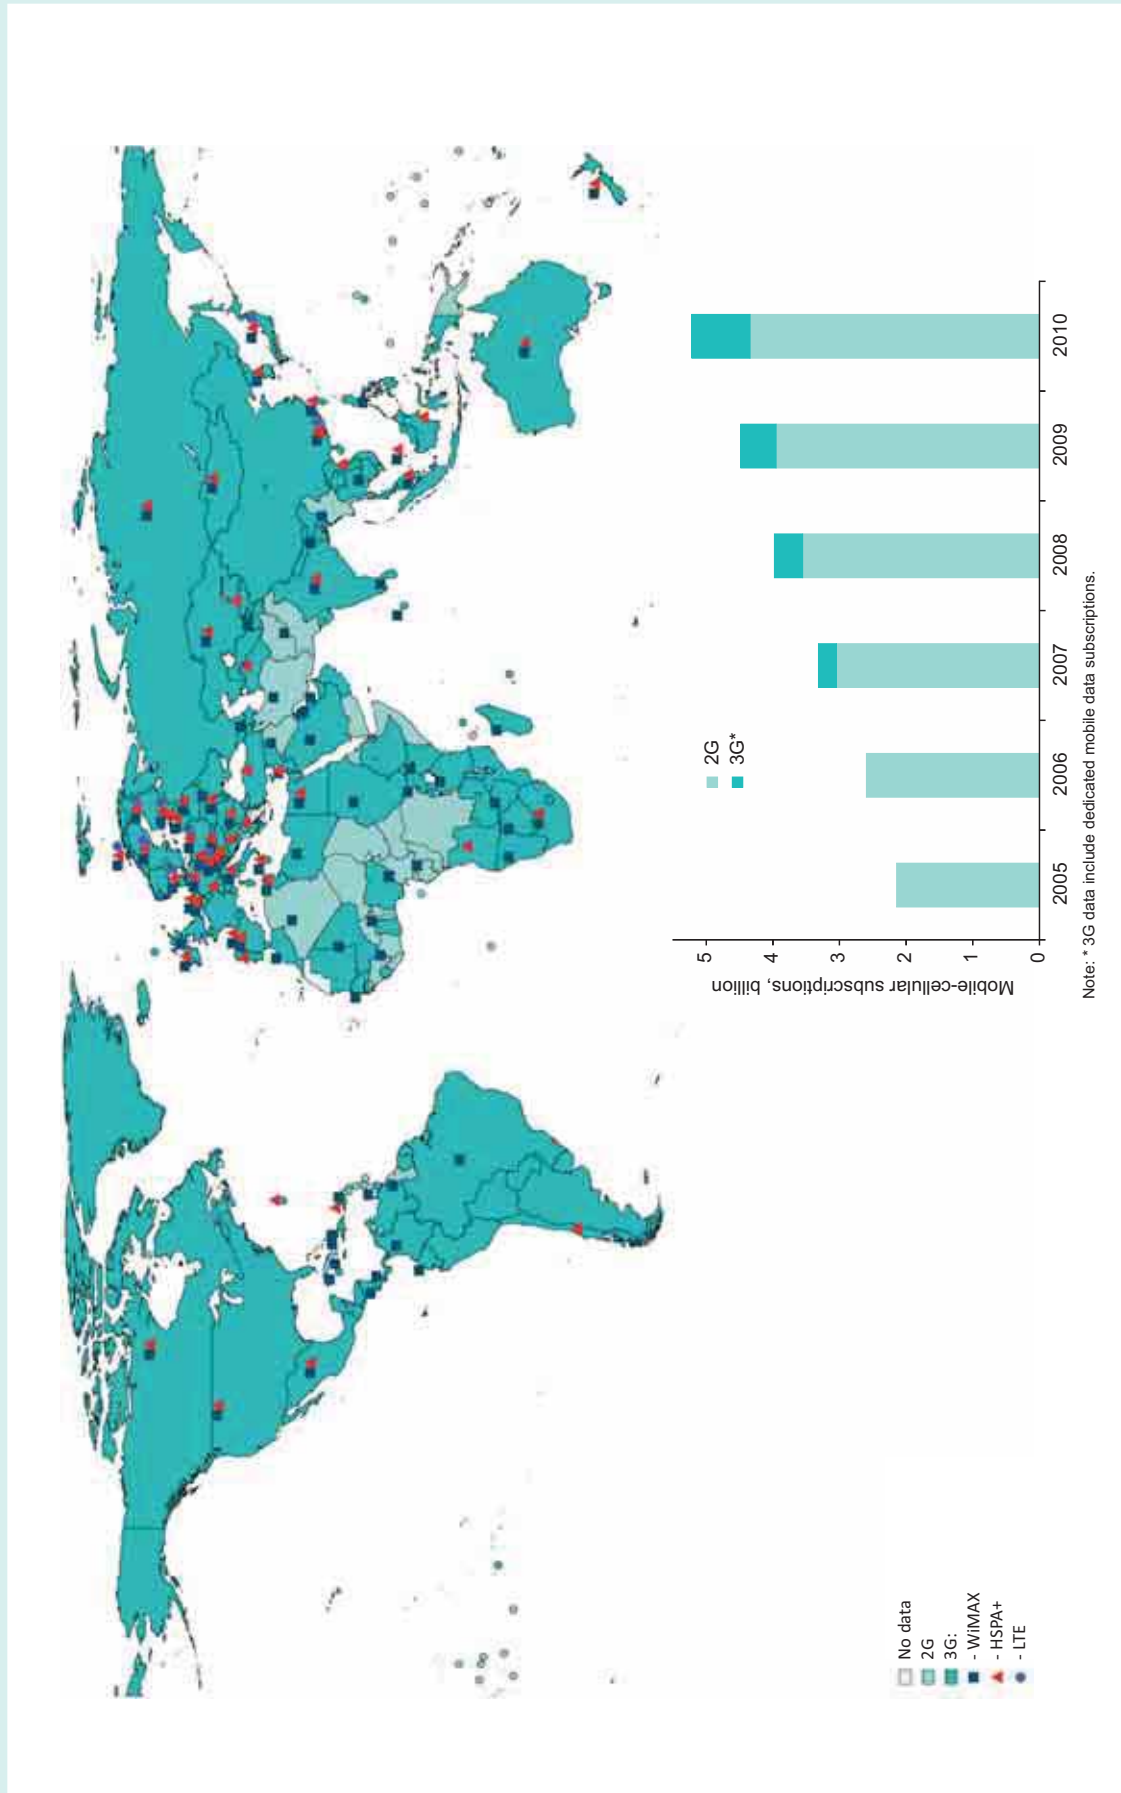 No data
2G
3G:
- WiMAX
- HSPA+
- LTE
2G
3G*
Mobile-cellular subscriptions, billion
5
4
3
2
1
0
2005
2006
2007
2008
2009
2010
Note: * 3G data include dedicated mobile data subscriptions.